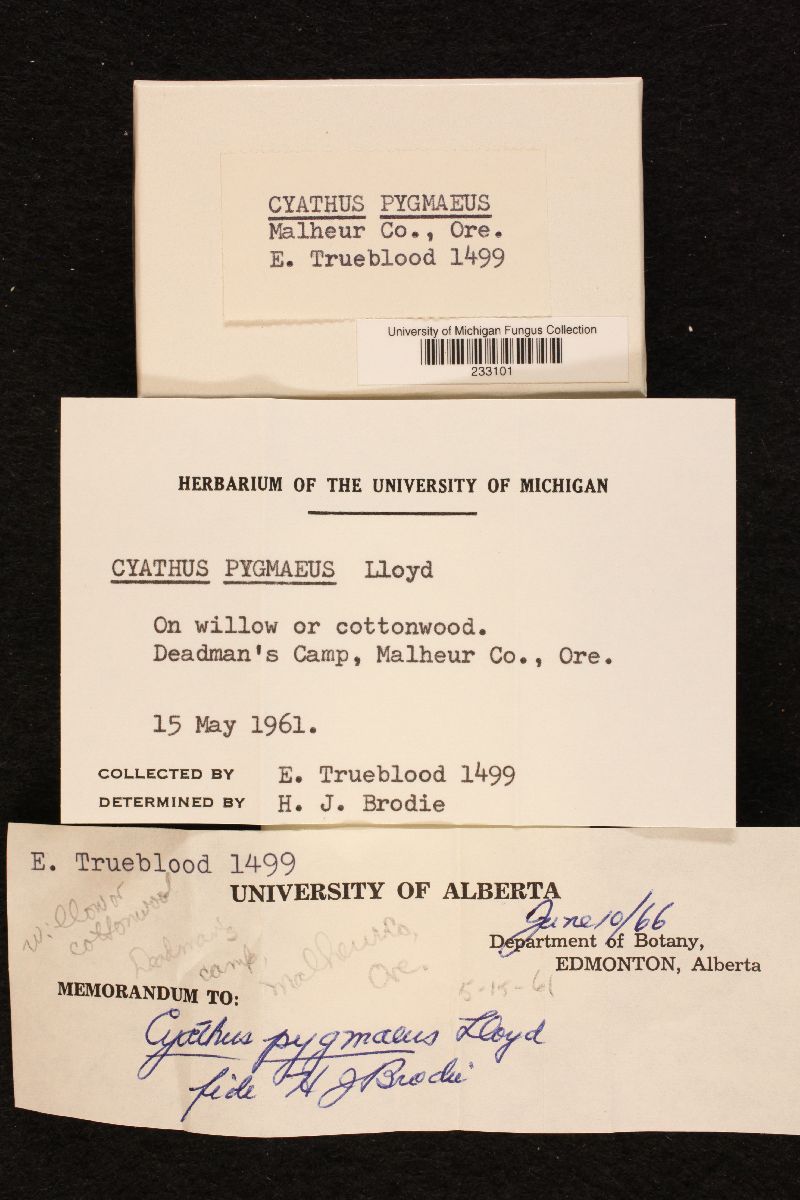 CYATHUS PYGMAEUS
Malheur Co., Ore.
E. Trueblood 1499
University of Michigan Fungus Collection
233101
HERBARIUM OF THE UNIVERSITY OF MICHIGAN
CYATHUS PYGMAEUS Lloyd
On willow or cottonwood.
Deadman's Camp, Malheur Co., Ore.
15 May 1961.
COLLECTED BY E. Trueblood 1499
DETERMINED BY H. J. Brodie
E. Trueblood 1499
UNIVERSITY OF ALBERTA
Willow or
cottonwood
Deadman's
camp,
Malheur Co,
Ore.
June 10/66
Department of Botany,
EDMONTON, Alberta
5-15-61
MEMORANDUM TO:
Cyathus pygmaeus Lloyd
fide H J Brodie